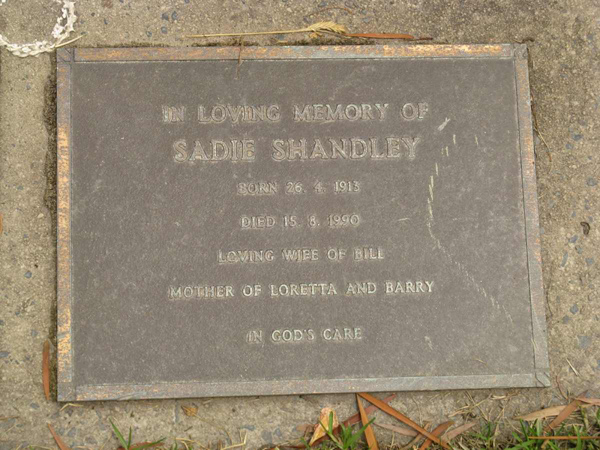 IN LOVING MEMORY OF
SADIE SHANDLEY
BORN 26. 4. 1913
DIED 15. 8. 1990
LOVING WIFE OF BILL
MOTHER OF LORETTA AND BARRY
IN GOD'S CARE